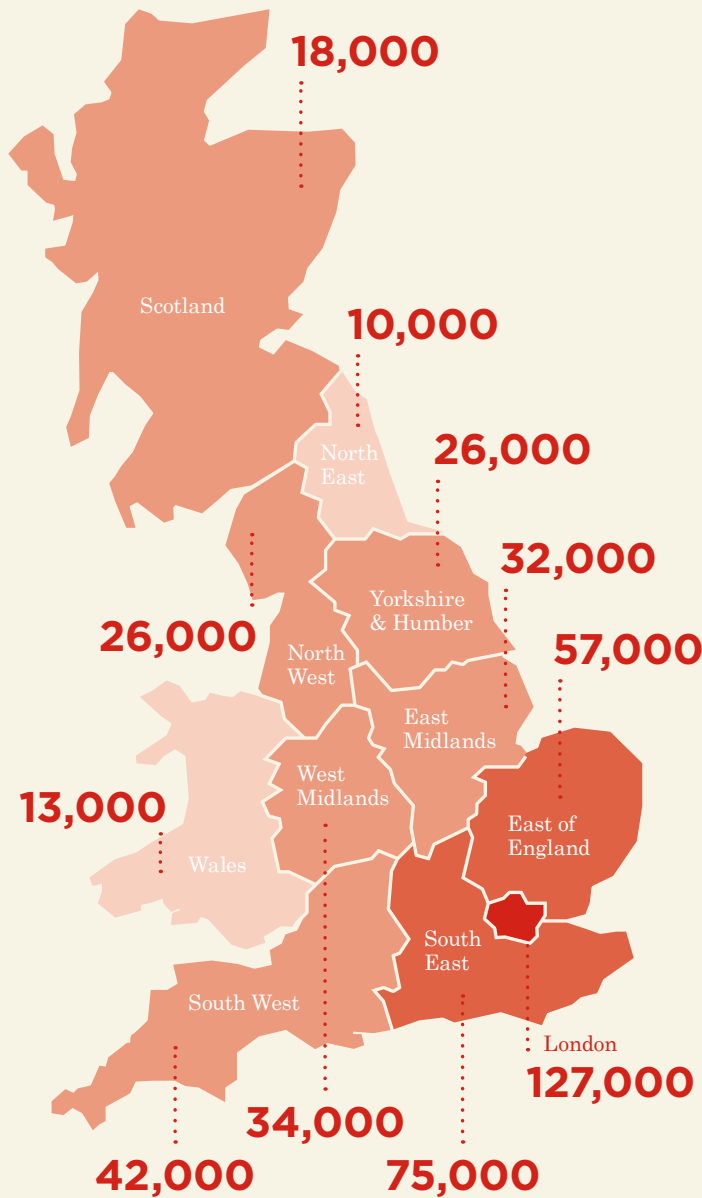 18,000
Scotland
10,000
North
East
26,000
32,000
Yorkshire
& Humber
26,000
North
West
57,000
East
Midlands
West
Midlands
13,000
East of
England
Wales
South
East
South West
London
127,000
34,000
42,000
75,000